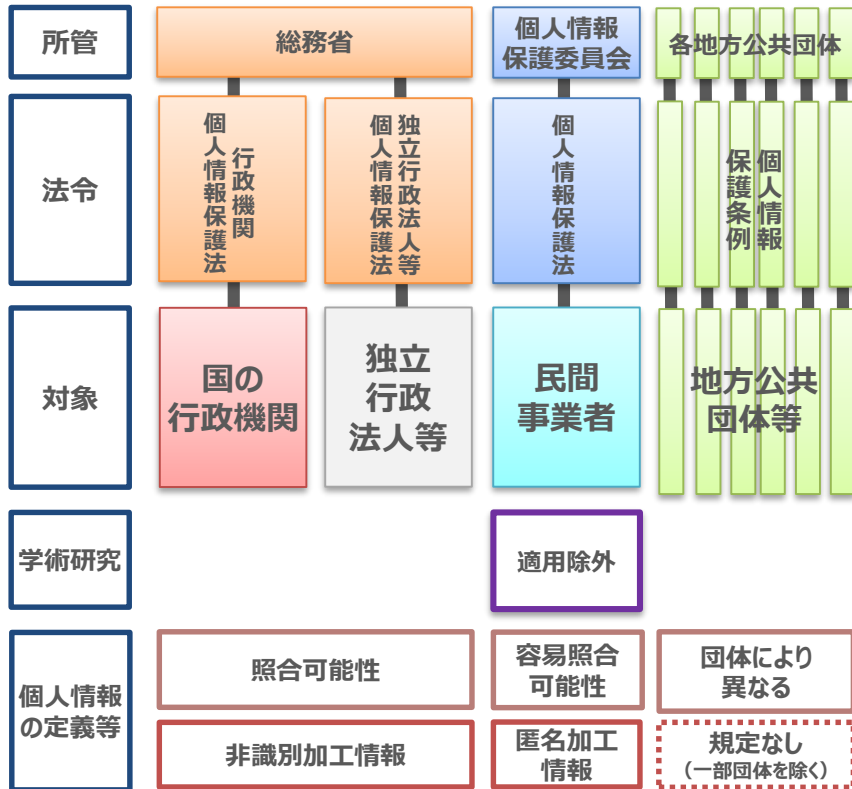 所管
総務省
個人情報
保護委員会
各地方公共団体
法令
行政機関
個人情報保護法
独立行政法人等
個人情報保護法
個人情報保護法
個人情報
保護条例
対象
国の
行政機関
独立
行政
法人等
民間
事業者
地方公共
団体等
学術研究
適用除外
個人情報
の定義等
照合可能性
容易照合
可能性
団体により
異なる
非識別加工情報
匿名加工
情報
規定なし
（一部団体を除く）